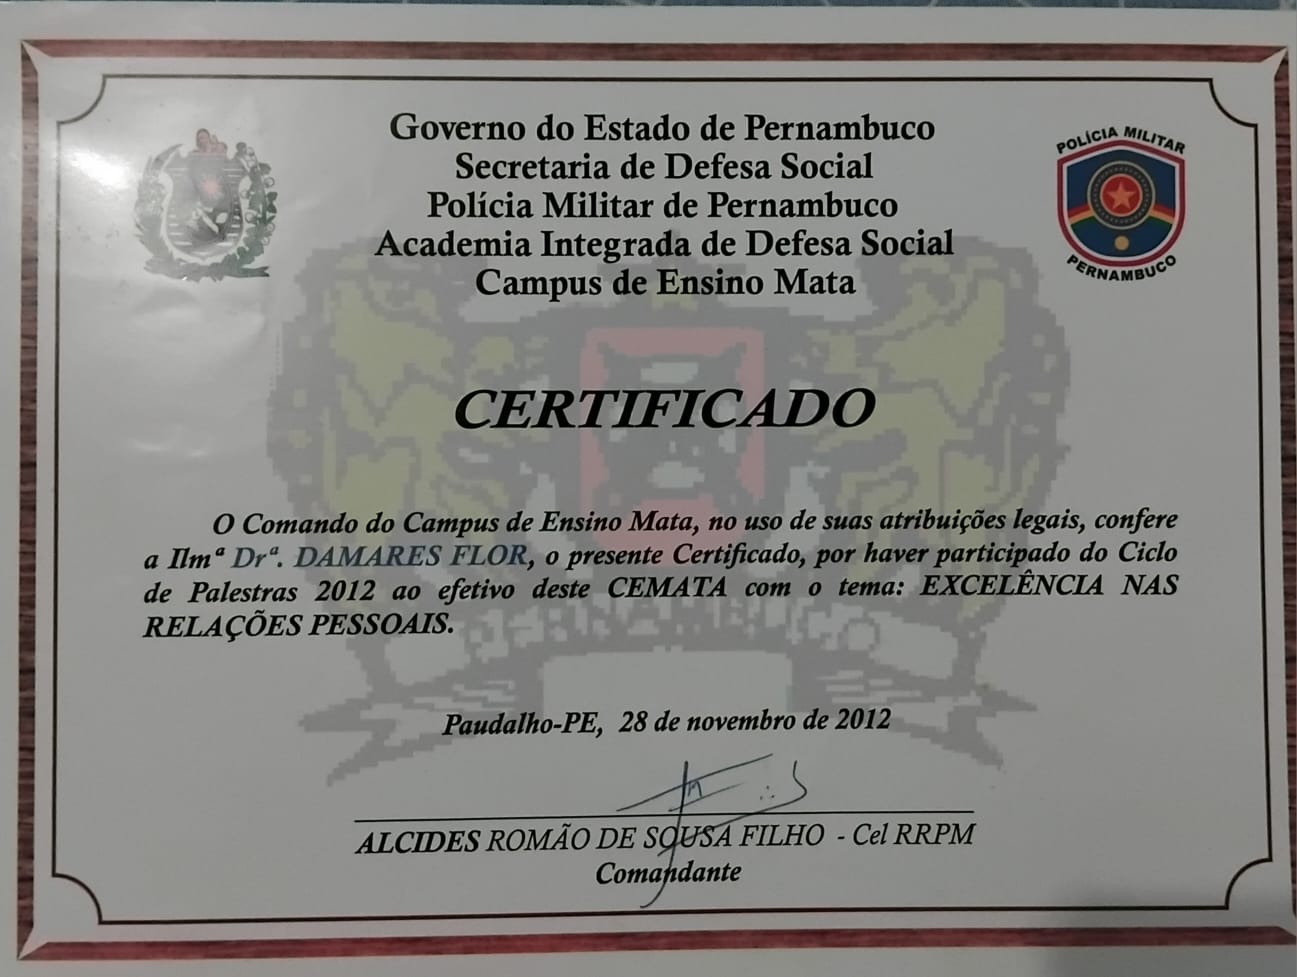 Governo do Estado de Pernambuco
Secretaria de Defesa Social
Polícia Militar de Pernambuco
Academia Integrada de Defesa Social
Campus de Ensino Mata
POLÍCIA MILITAR
PERNAMBUCO
CERTIFICADO
O Comando do Campus de Ensino Mata, no uso de suas atribuições legais, confere
a Ilmª Drª. DAMARES FLOR, o presente Certificado, por haver participado do Ciclo
de Palestras 2012 ao efetivo deste CEMATA com o tema: EXCELÊNCIA NAS
RELAÇÕES PESSOAIS.
Paudalho-PE, 28 de novembro de 2012
ALCIDES ROMÃO DE SOUSA FILHO - Cel RRPM
Comandante